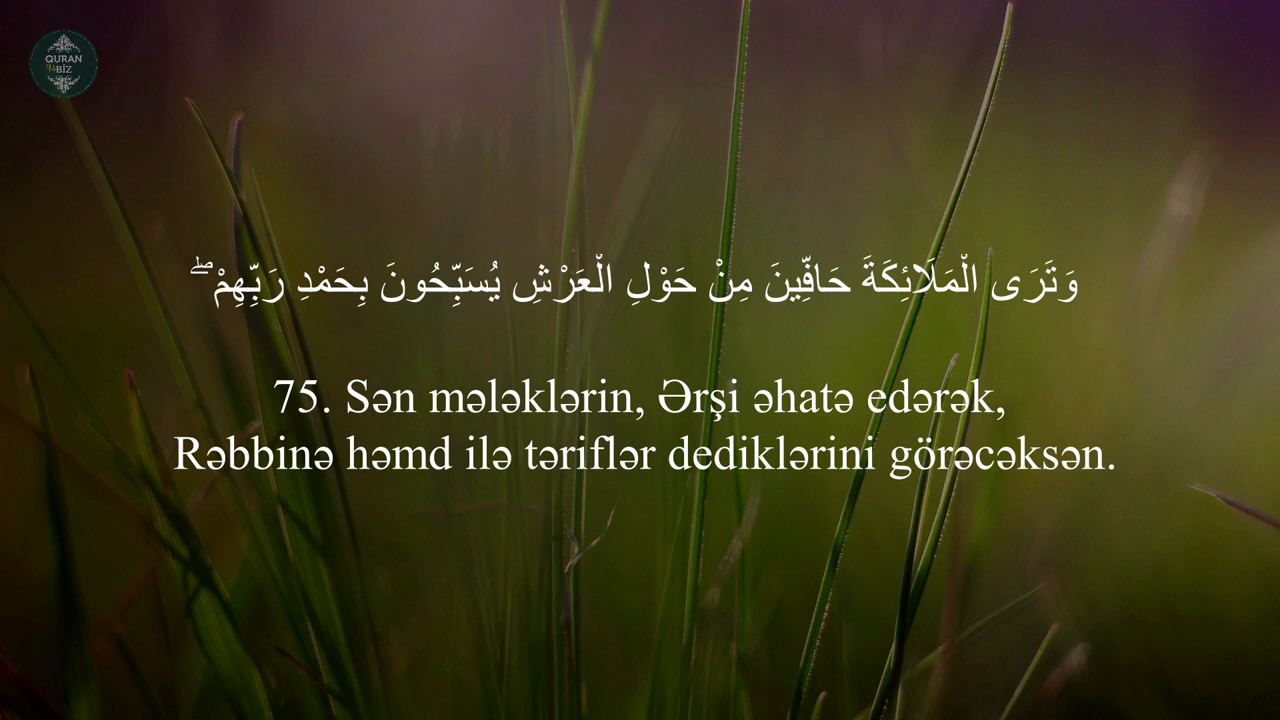 QURAN
Və
BİZ
وَتَرَى الْمَلَائِكَةَ حَافِّينَ مِنْ حَوْلِ الْعَرْشِ يُسَبِّحُونَ بِحَمْدِ رَبِّهِمْ ۖ
75. Sən mələklərin, Ərşi əhatə edərək,
Rəbbinə həmd ilə təriflər dediklərini görəcəksən.